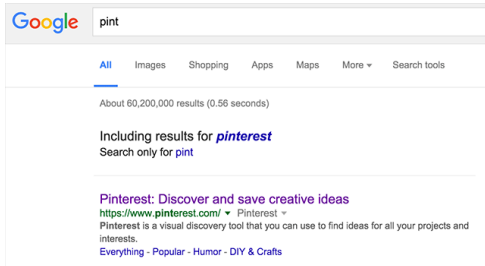 Google pint
All Images Shopping Apps Maps More Search tools
About 60,200,000 results (0.56 seconds)
Including results for pinterest
Search only for pint
Pinterest: Discover and save creative ideas
https://www.pinterest.com/ Pinterest
Pinterest is a visual discovery tool that you can use to find ideas for all your projects and
interests.
Everything - Popular - Humor - DIY & Crafts